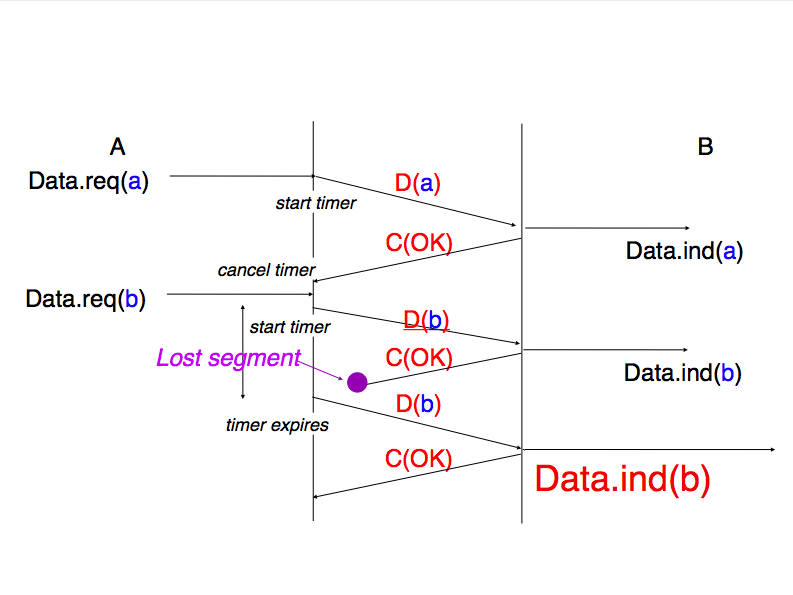 A
B
Data.req(a)
D(a)
start timer
C(OK)
Data.ind(a)
cancel timer
Data.req(b)
D(b)
start timer
Lost segment
C(OK)
Data.ind(b)
D(b)
timer expires
C(OK)
Data.ind(b)